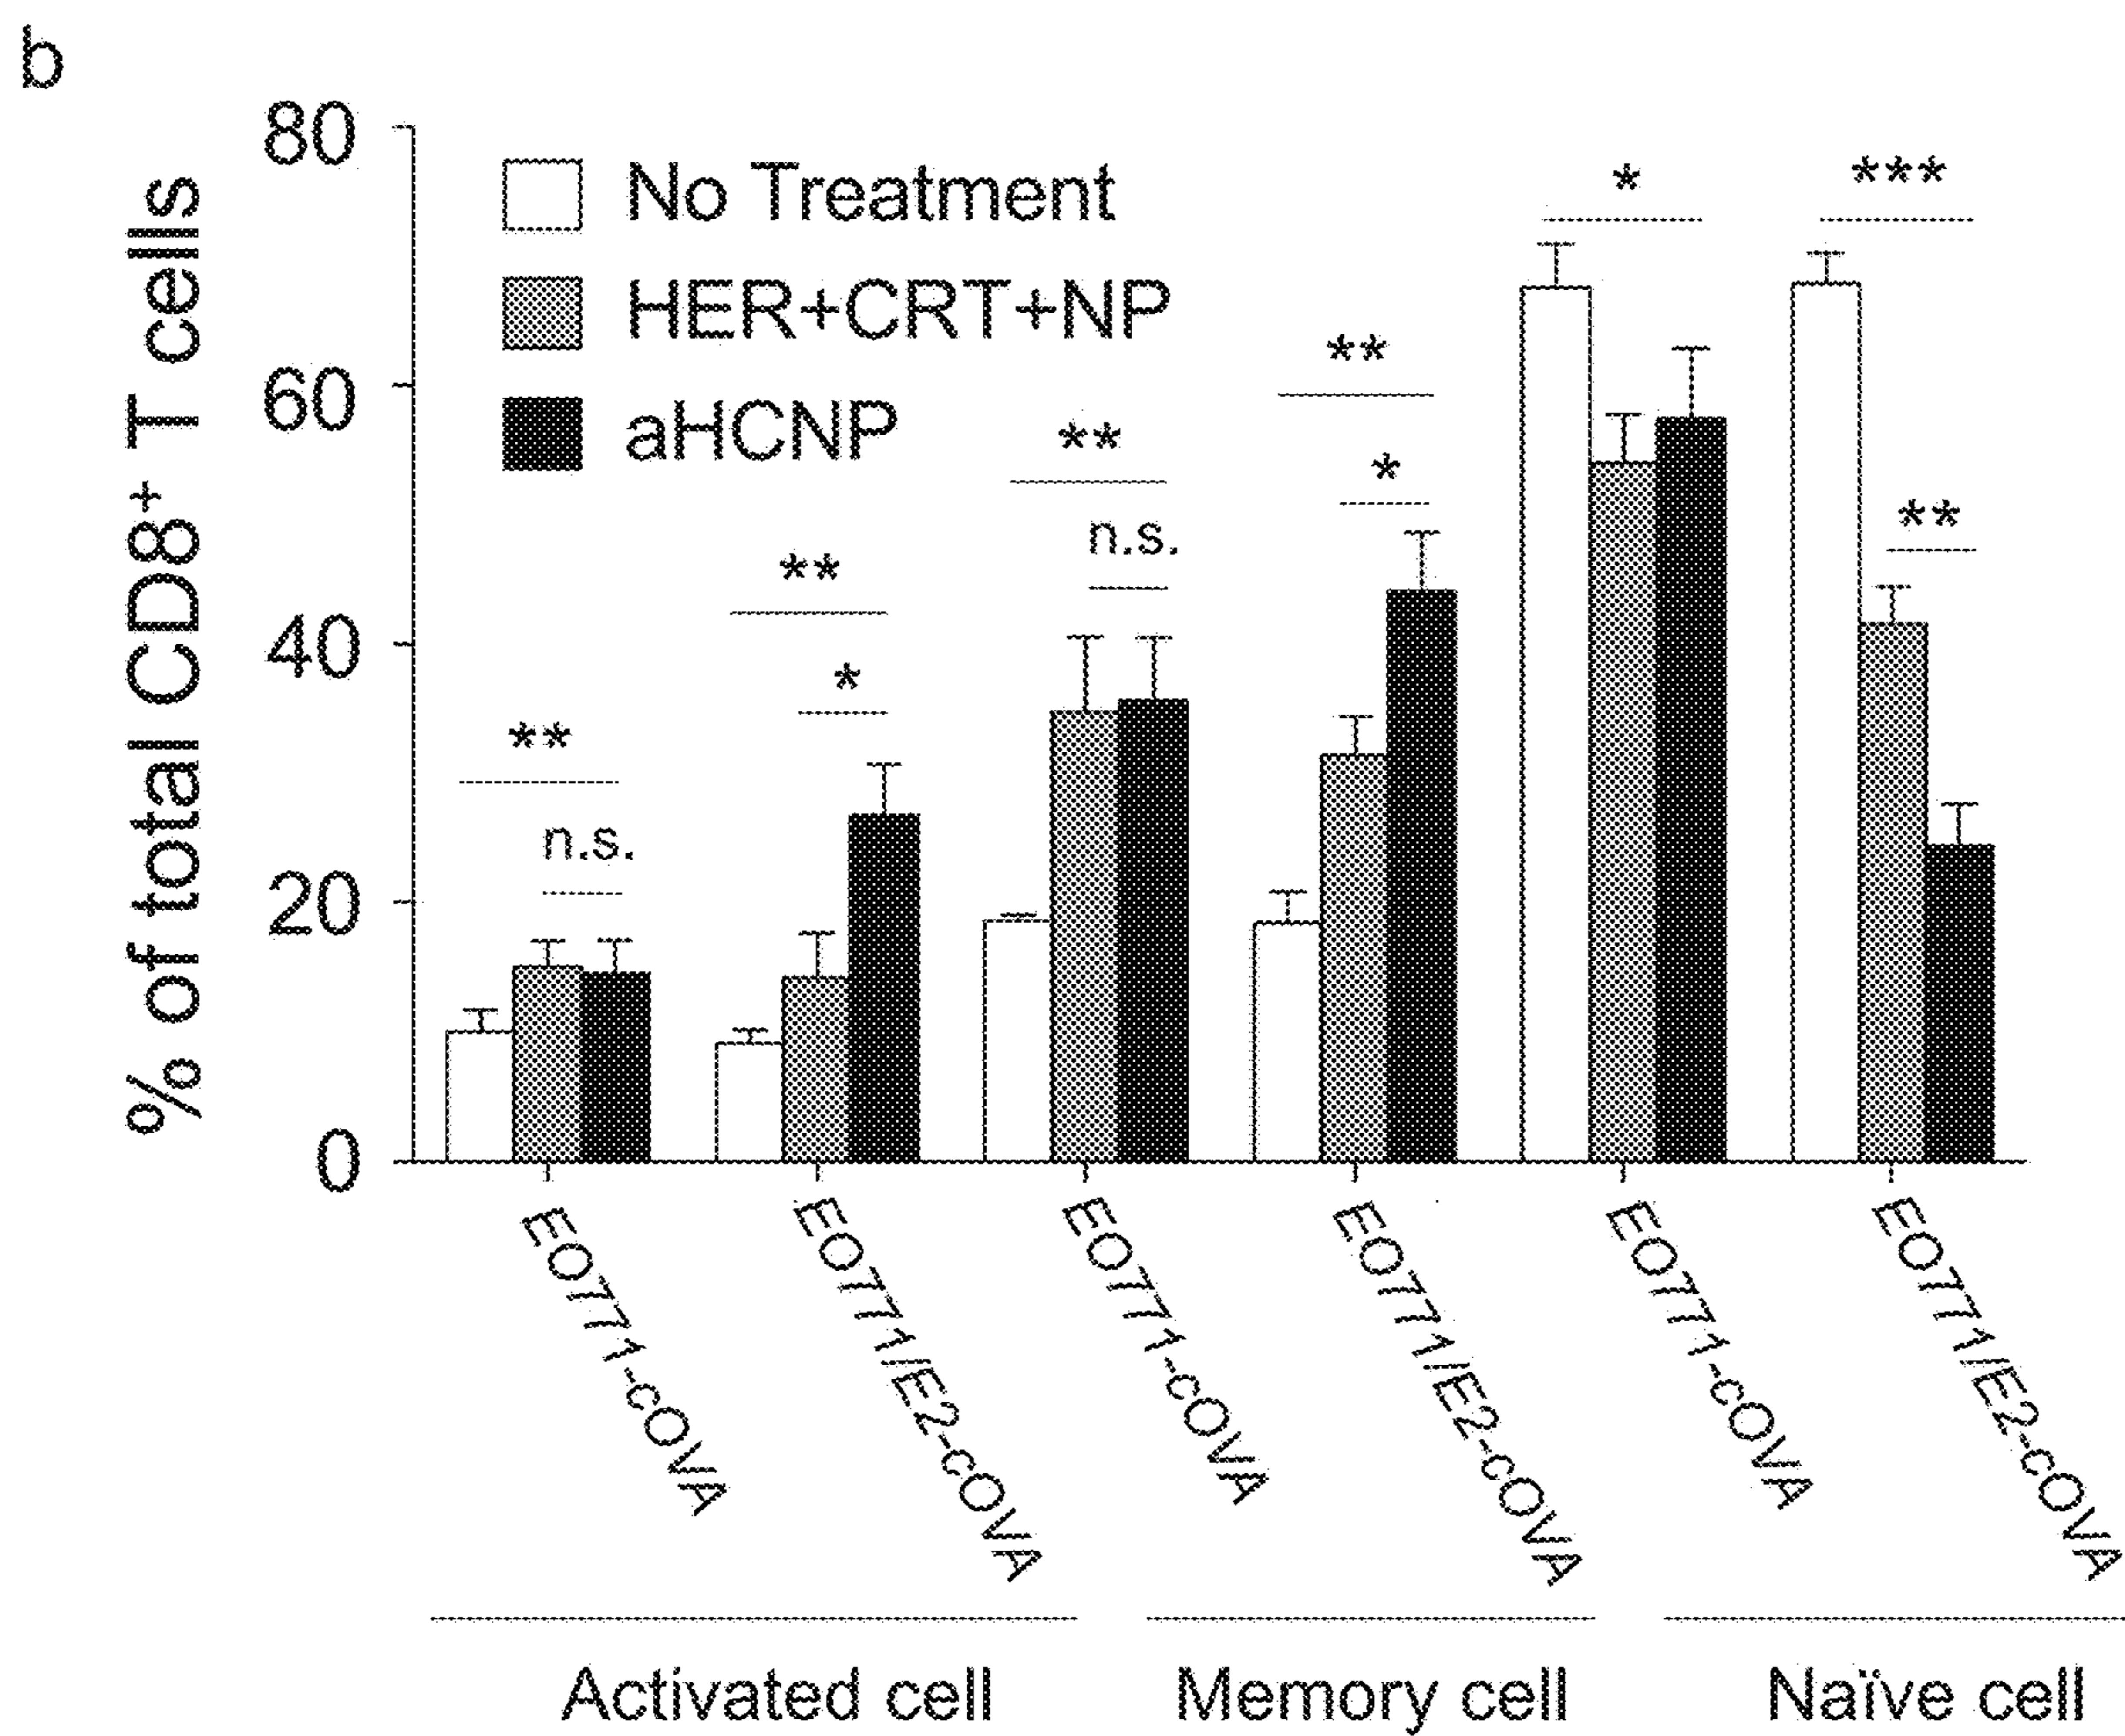 b
% of total CD8⁺ T cells
80
60
40
20
0
No Treatment
HER+CRT+NP
aHCNP
**
n.s.
**
*
**
n.s.
**
*
*
***
**
EO771-cOVA
EO771/E2-cOVA
EO771-cOVA
EO771/E2-cOVA
EO771-cOVA
EO771/E2-cOVA
Activated cell
Memory cell
Naïve cell